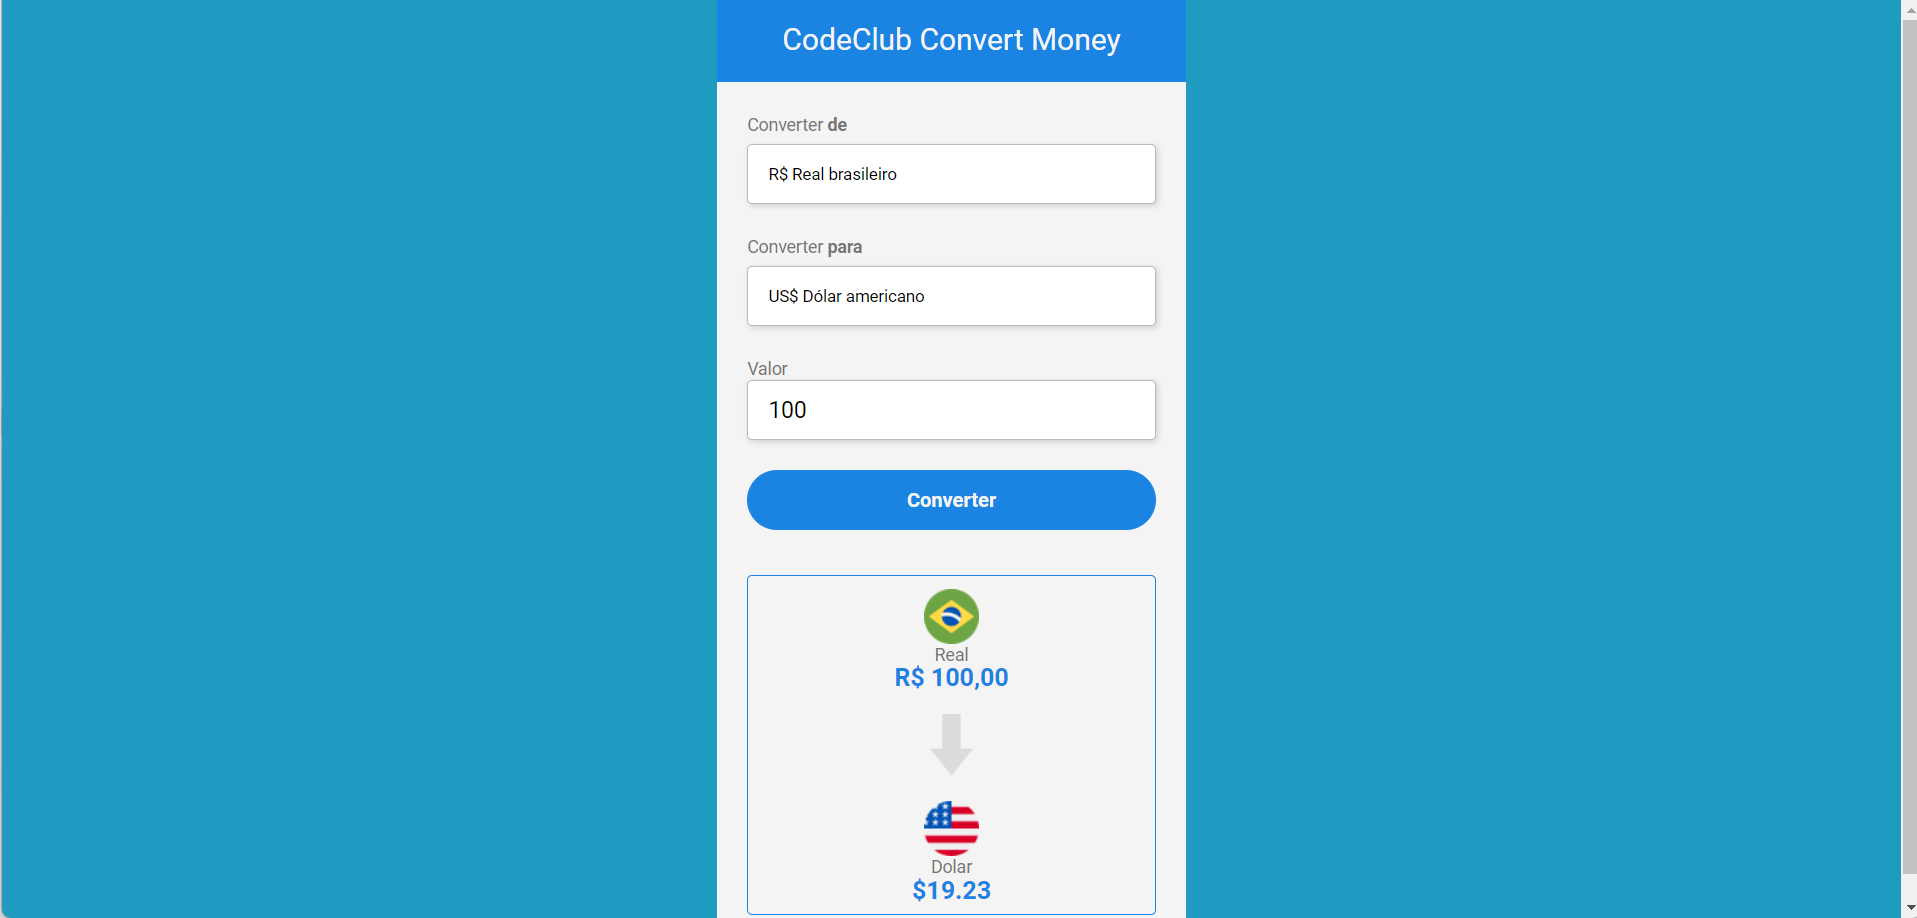 CodeClub Convert Money
Converter de
R$ Real brasileiro
Converter para
US$ Dólar americano
Valor
100
Converter
Real
R$ 100,00
Dolar
$19.23